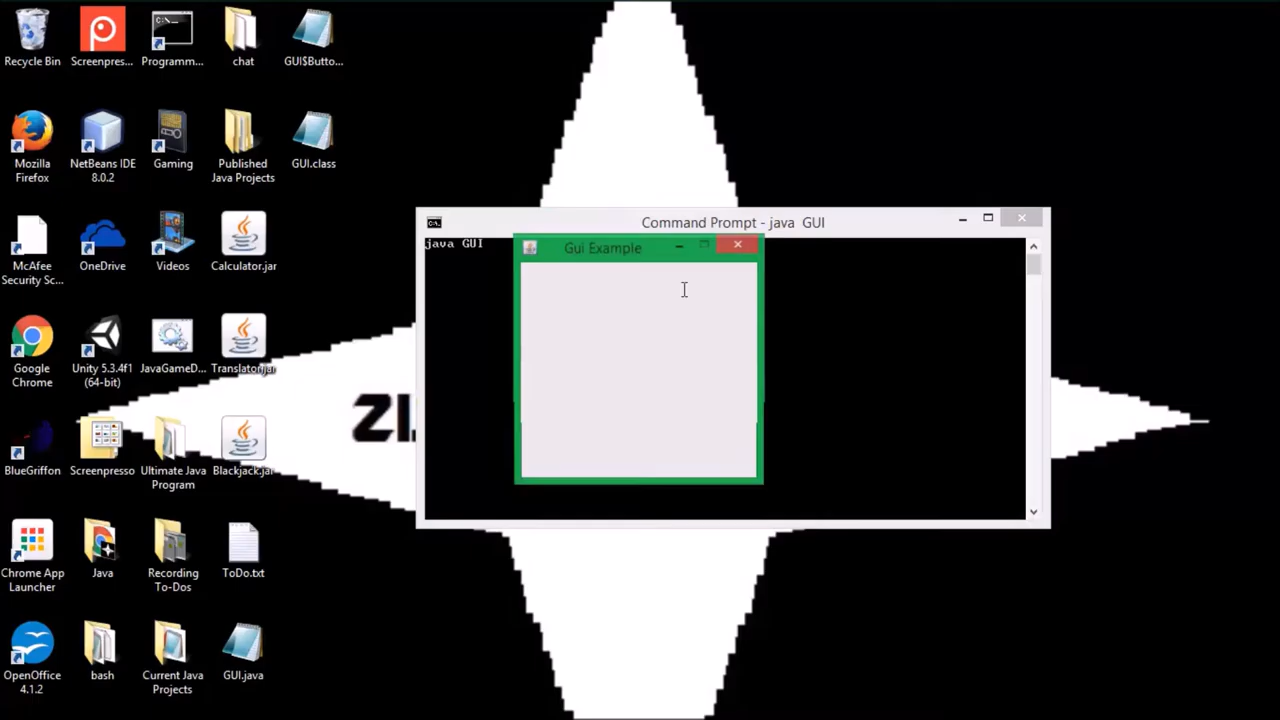 Recycle Bin
Screenpres...
Programm...
chat
GUI$Butto...
Mozilla
Firefox
NetBeans IDE
8.0.2
Gaming
Published
Java Projects
GUI.class
McAfee
Security Sc...
OneDrive
Videos
Calculator.jar
Google
Chrome
Unity 5.3.4f1
(64-bit)
JavaGameD...
Translator.jar
BlueGriffon
Screenpresso
Ultimate Java
Program
Blackjack.jar
Chrome App
Launcher
Java
Recording
To-Dos
ToDo.txt
OpenOffice
4.1.2
bash
Current Java
Projects
GUI.java
Command Prompt - java GUI
java GUI
Gui Example